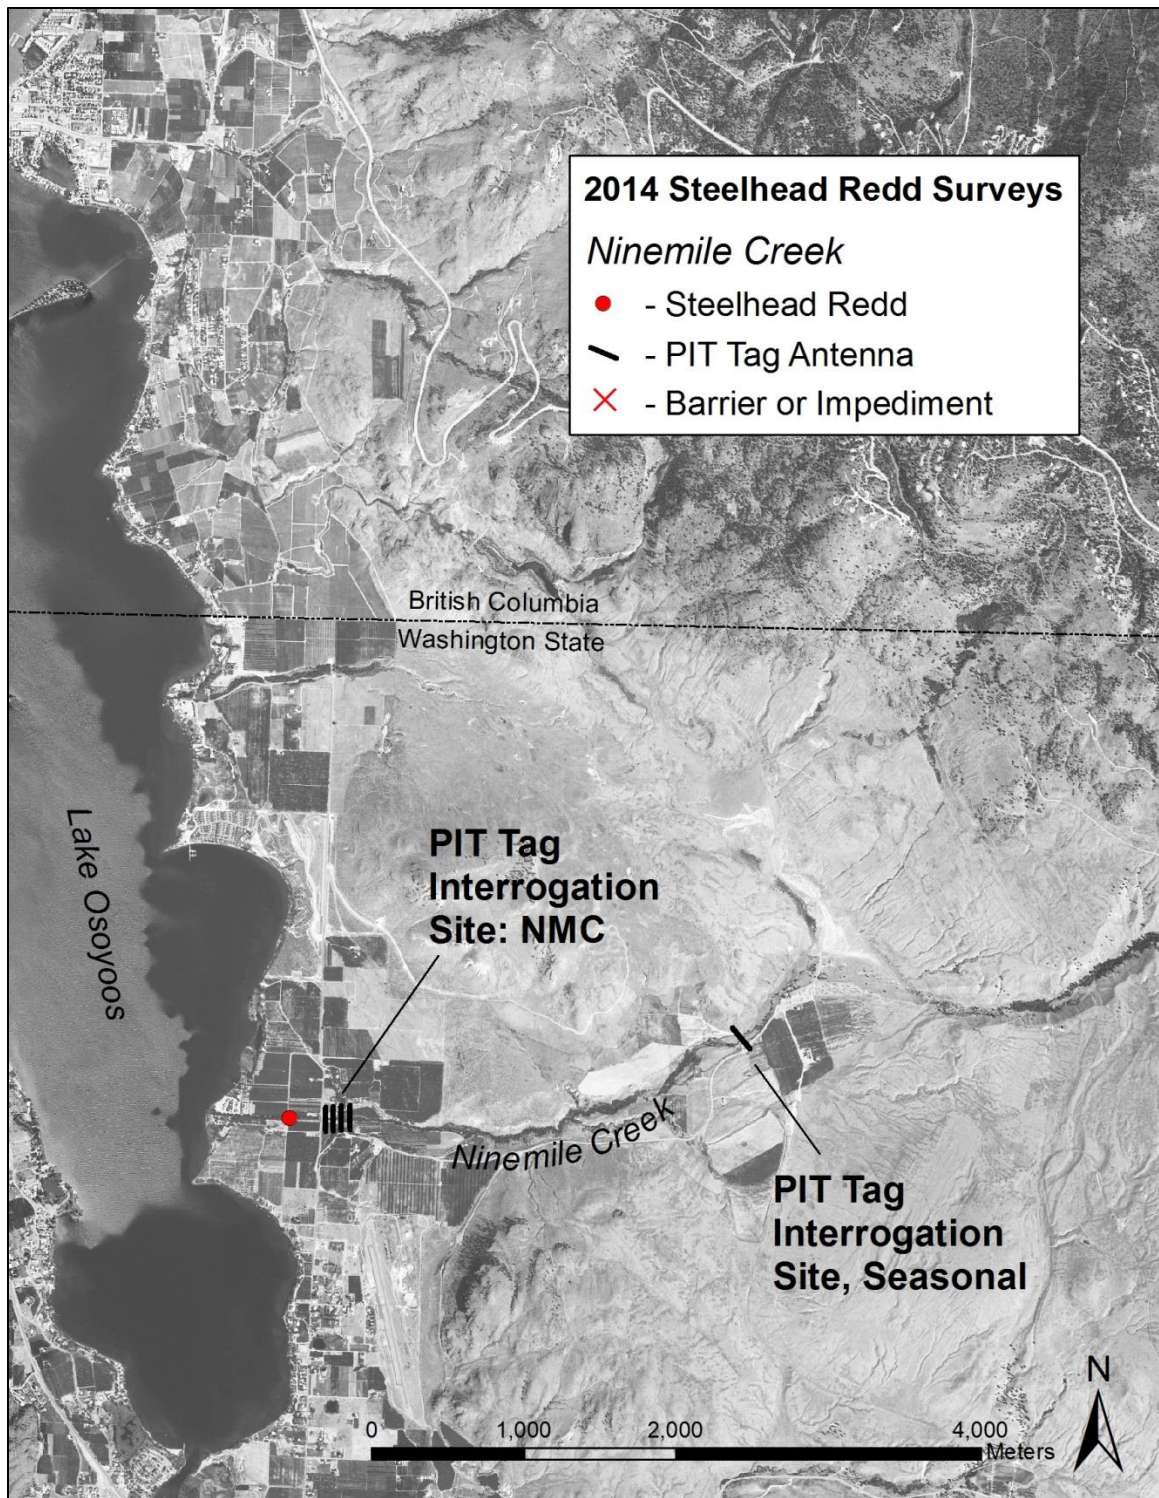 2014 Steelhead Redd Surveys
Ninemile Creek
- Steelhead Redd
- PIT Tag Antenna
- Barrier or Impediment
British Columbia
Washington State
Lake Osoyoos
PIT Tag
Interrogation
Site: NMC
Ninemile Creek
PIT Tag
Interrogation
Site, Seasonal
N
0 1,000 2,000 4,000
Meters